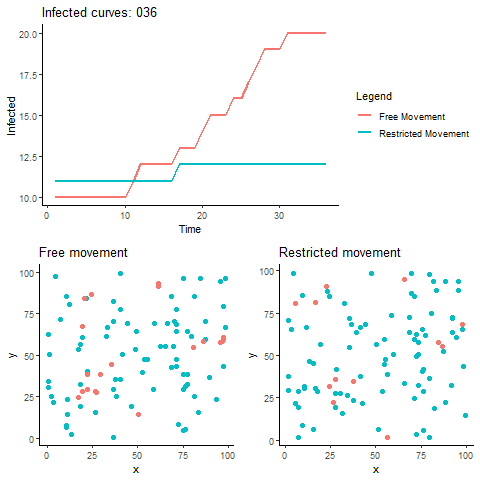 Infected curves: 036
20.0
17.5
15.0
12.5
10.0
Infected
0
10
20
30
Time
Legend
Free Movement
Restricted Movement
Free movement
100
75
50
25
0
y
0
25
50
75
100
x
Restricted movement
100
75
50
25
0
y
0
25
50
75
100
x